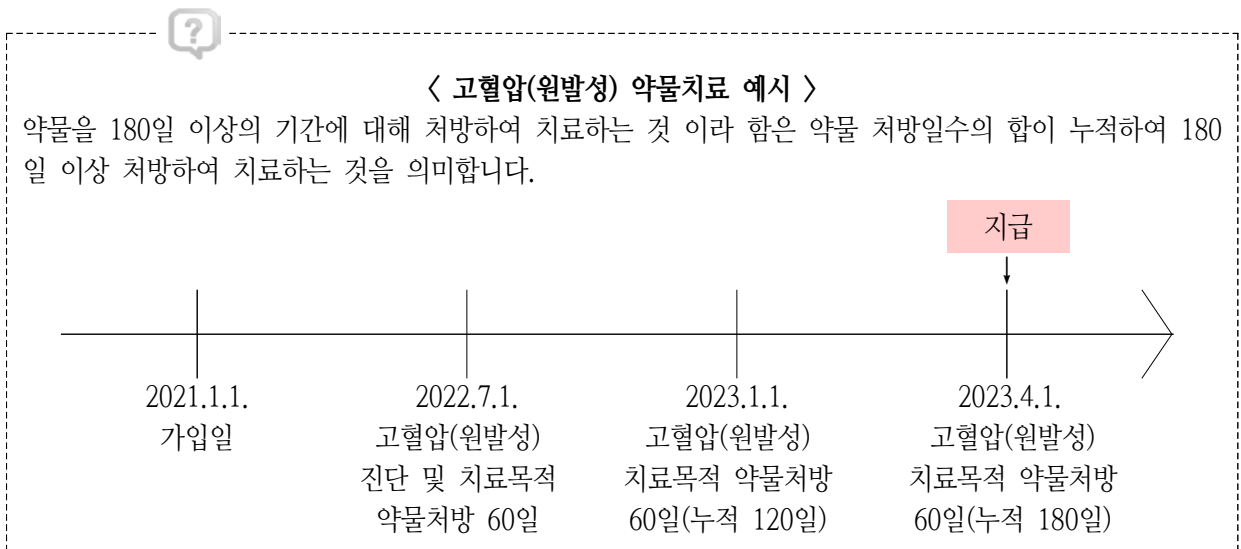 ?
< 고혈압(원발성) 약물치료 예시 >
약물을 180일 이상의 기간에 대해 처방하여 치료하는 것 이라 함은 약물 처방일수의 합이 누적하여 180
일 이상 처방하여 치료하는 것을 의미합니다.
지급
2021.1.1.
가입일
2022.7.1.
고혈압(원발성)
진단 및 치료목적
약물처방 60일
2023.1.1.
고혈압(원발성)
치료목적 약물처방
60일(누적 120일)
2023.4.1.
고혈압(원발성)
치료목적 약물처방
60일(누적 180일)